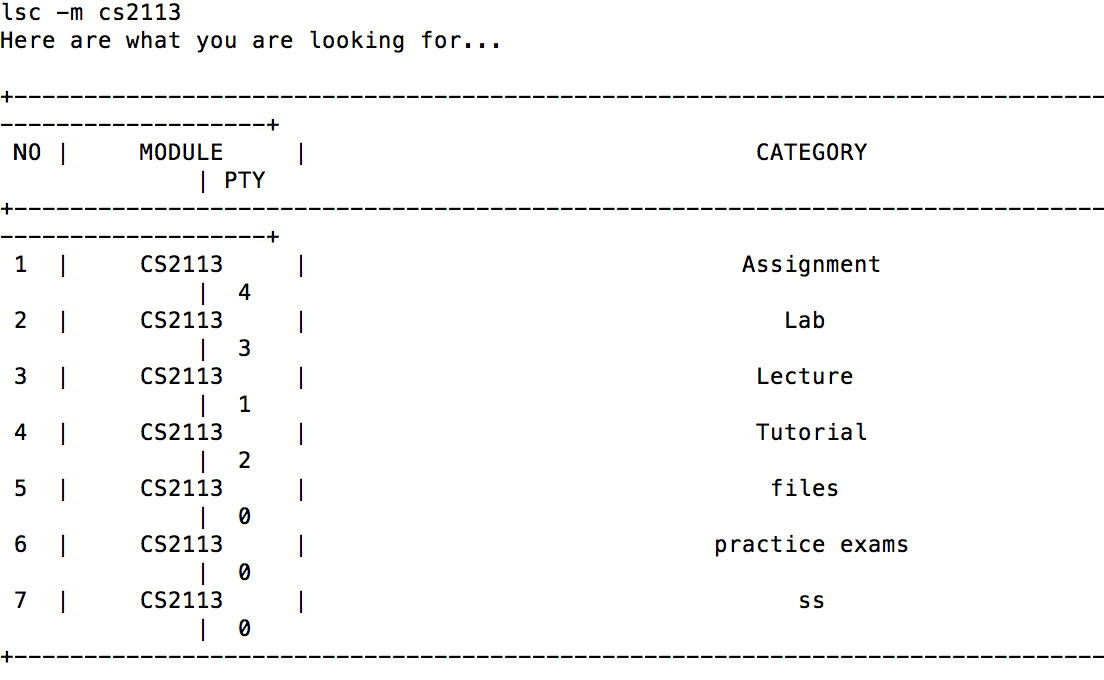 lsc -m cs2113
Here are what you are looking for...
+------------------------------------------------------------------------------
-------------------+
NO | MODULE | CATEGORY
| PTY
+------------------------------------------------------------------------------
-------------------+
1 | CS2113 | Assignment
| 4
2 | CS2113 | Lab
| 3
3 | CS2113 | Lecture
| 1
4 | CS2113 | Tutorial
| 2
5 | CS2113 | files
| 0
6 | CS2113 | practice exams
| 0
7 | CS2113 | ss
| 0
+------------------------------------------------------------------------------